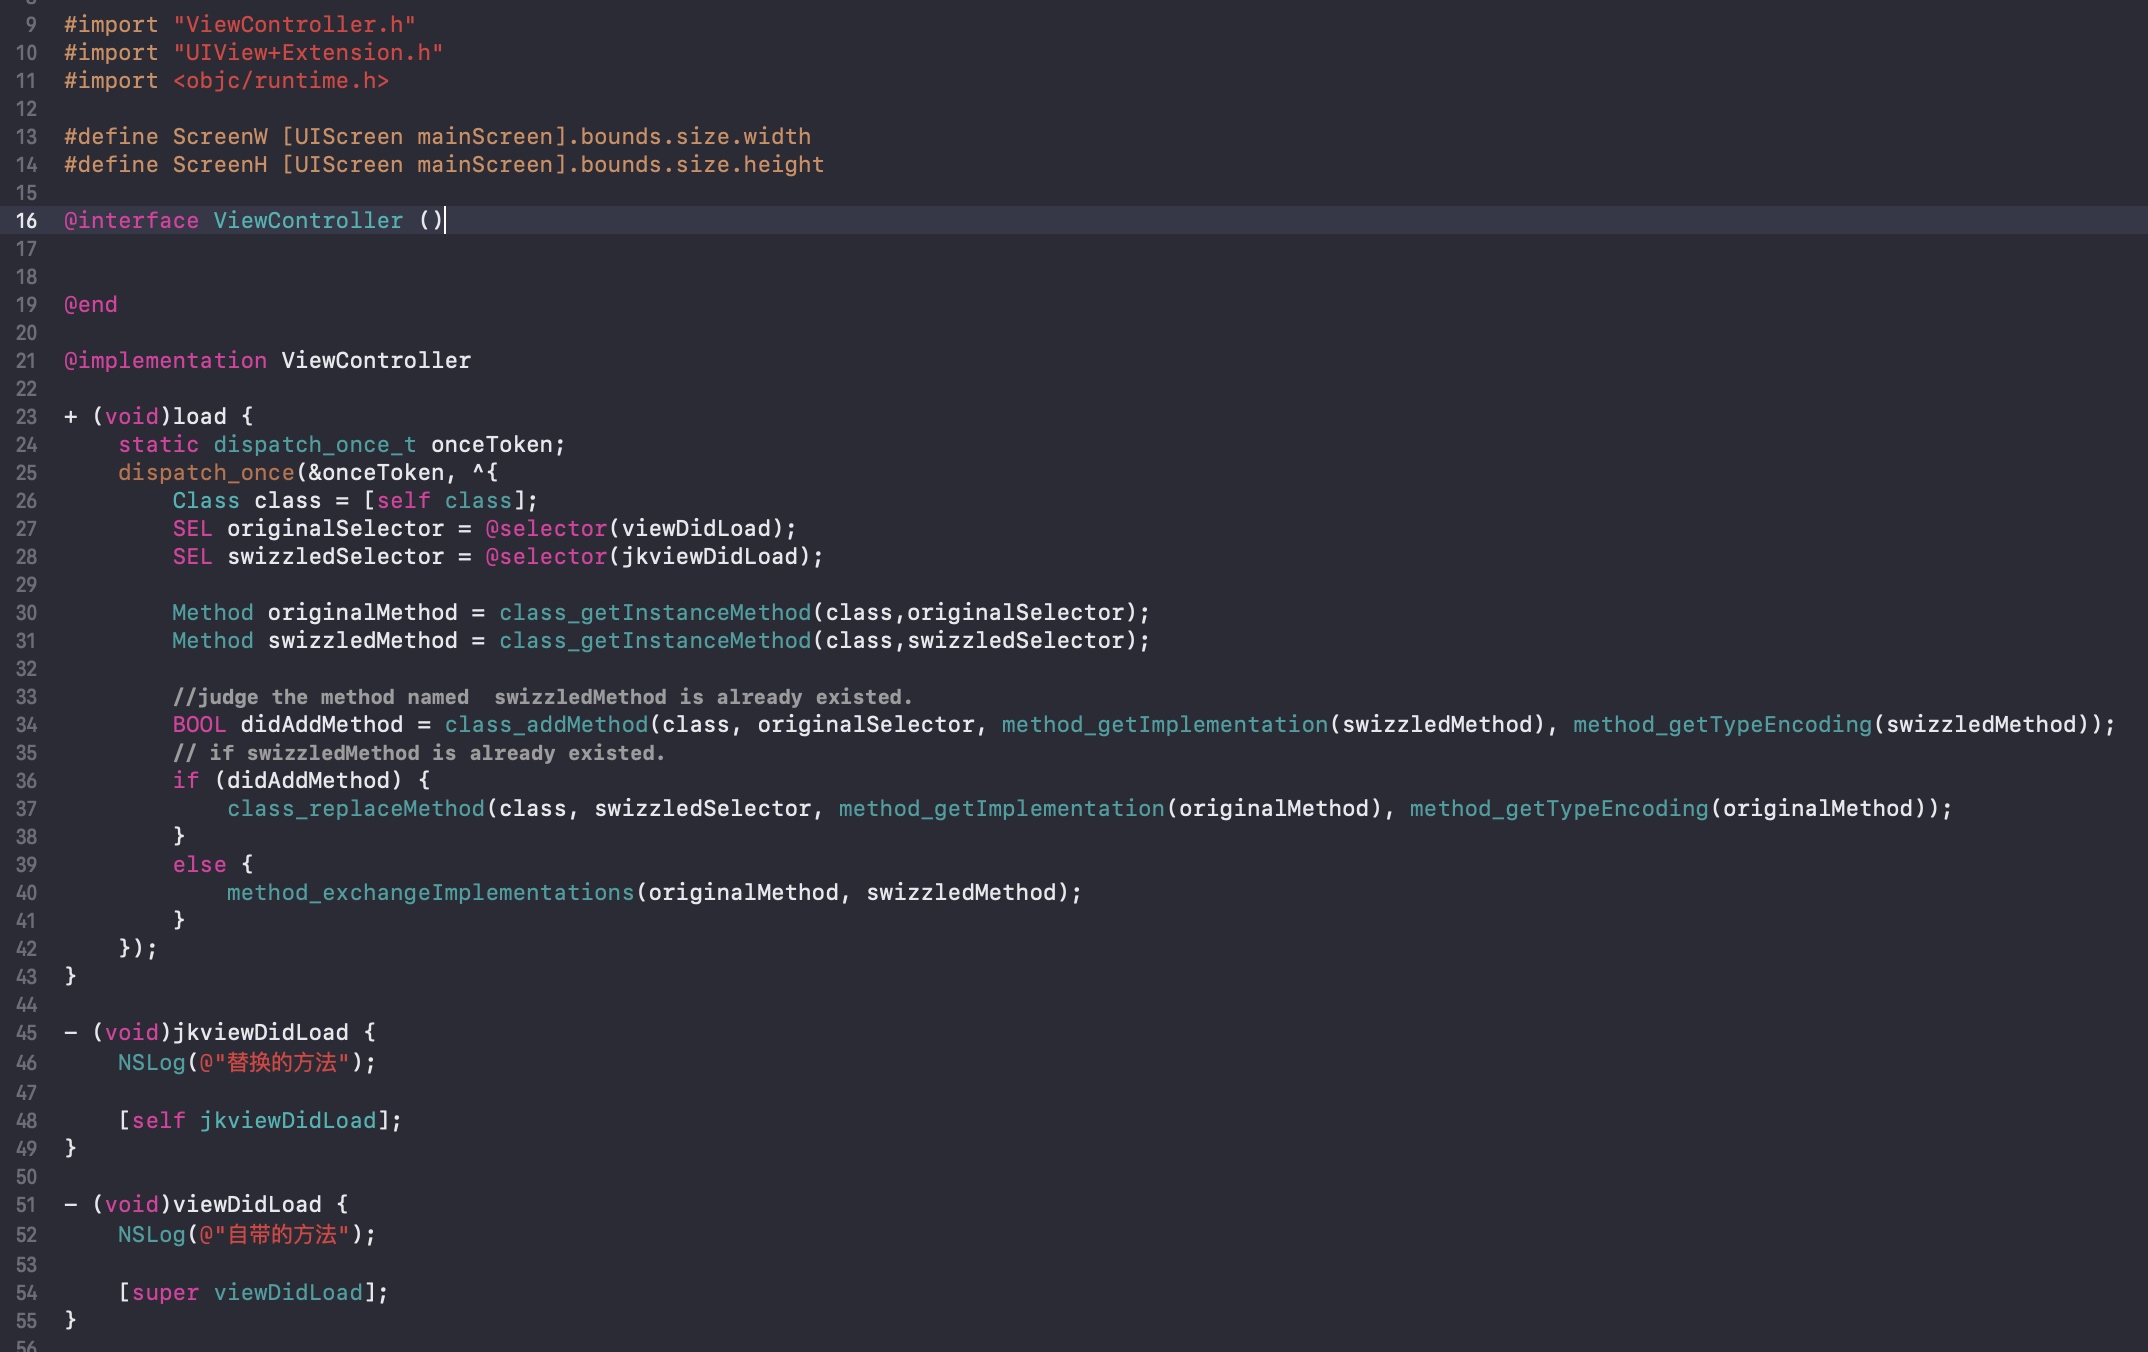 9 #import "ViewController.h"
10 #import "UIView+Extension.h"
11 #import <objc/runtime.h>
12
13 #define ScreenW [UIScreen mainScreen].bounds.size.width
14 #define ScreenH [UIScreen mainScreen].bounds.size.height
15
16 @interface ViewController ()
17
18
19 @end
20
21 @implementation ViewController
22
23 + (void)load {
24     static dispatch_once_t onceToken;
25     dispatch_once(&onceToken, ^{
26         Class class = [self class];
27         SEL originalSelector = @selector(viewDidLoad);
28         SEL swizzledSelector = @selector(jkviewDidLoad);
29
30         Method originalMethod = class_getInstanceMethod(class,originalSelector);
31         Method swizzledMethod = class_getInstanceMethod(class,swizzledSelector);
32
33         //judge the method named  swizzledMethod is already existed.
34         BOOL didAddMethod = class_addMethod(class, originalSelector, method_getImplementation(swizzledMethod), method_getTypeEncoding(swizzledMethod));
35         // if swizzledMethod is already existed.
36         if (didAddMethod) {
37             class_replaceMethod(class, swizzledSelector, method_getImplementation(originalMethod), method_getTypeEncoding(originalMethod));
38         }
39         else {
40             method_exchangeImplementations(originalMethod, swizzledMethod);
41         }
42     });
43 }
44
45 - (void)jkviewDidLoad {
46     NSLog(@"替换的方法");
47
48     [self jkviewDidLoad];
49 }
50
51 - (void)viewDidLoad {
52     NSLog(@"自带的方法");
53
54     [super viewDidLoad];
55 }
56